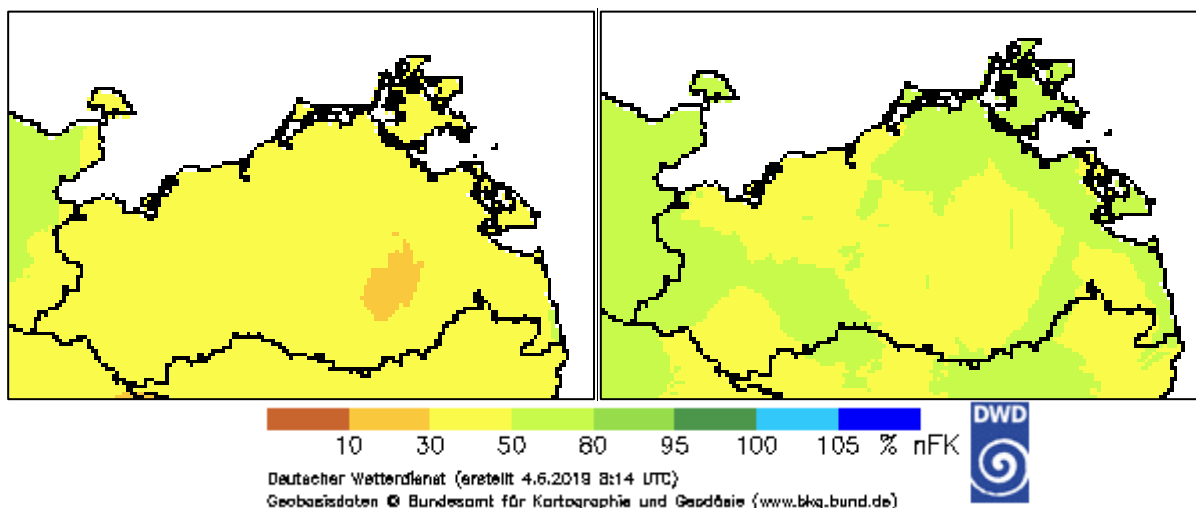 10 30 50 80 95 100 105 % nFK
DWD
Deutscher Wetterdienst (erstellt 4.6.2019 8:14 UTC)
Geobasisdaten © Bundesamt für Kartographie und Geodäsie (www.bkg.bund.de)